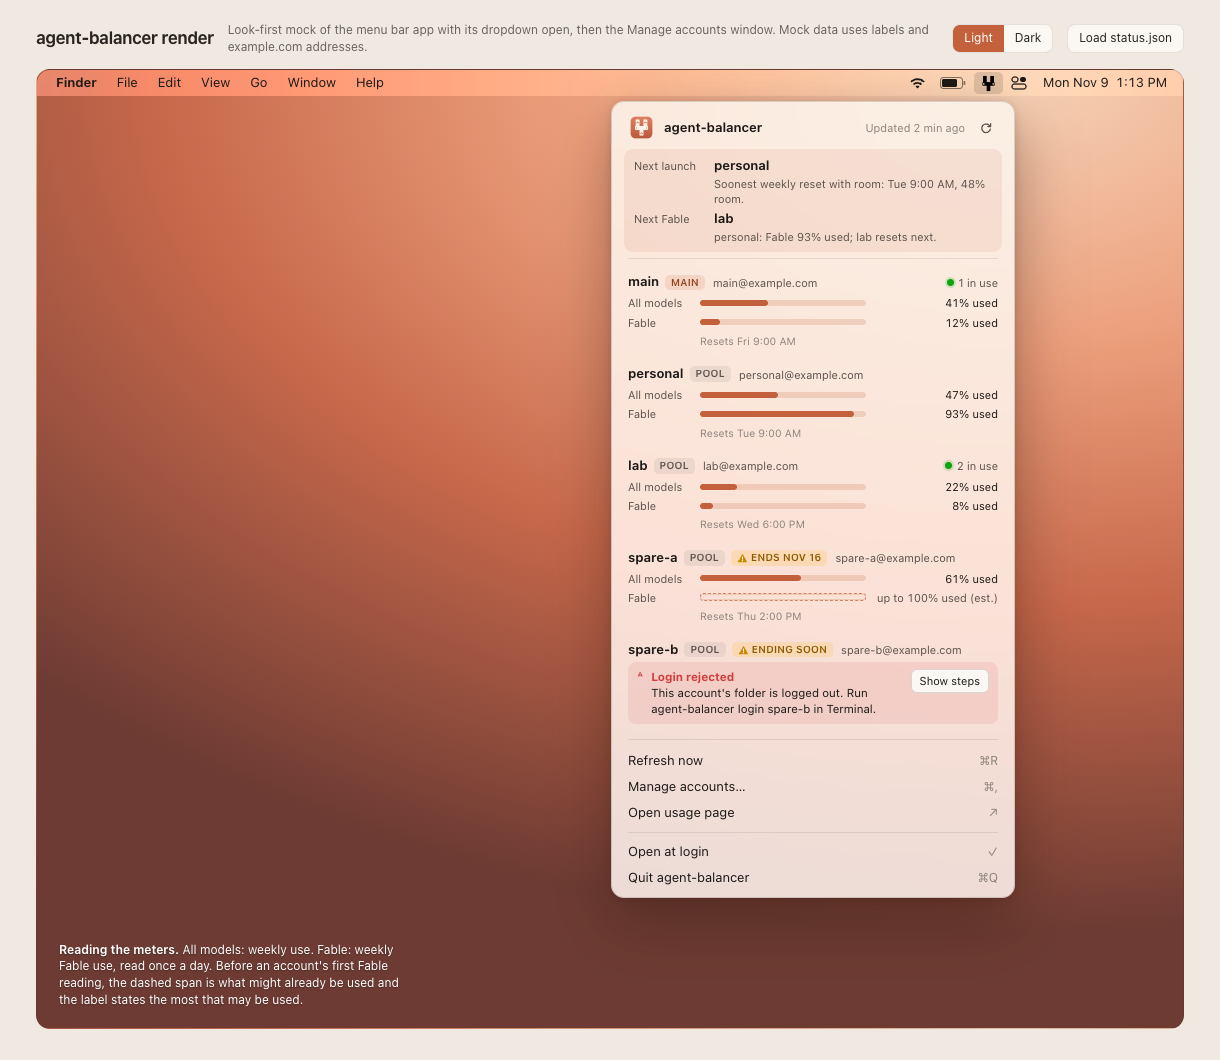 agent-balancer render
Look-first mock of the menu bar app with its dropdown open, then the Manage accounts window. Mock data uses labels and
example.com addresses.
Light
Dark
Load status.json
Finder File Edit View Go Window Help
Mon Nov 9 1:13 PM
agent-balancer
Updated 2 min ago
Next launch personal
Soonest weekly reset with room: Tue 9:00 AM, 48%
room.
Next Fable lab
personal: Fable 93% used; lab resets next.
main MAIN main@example.com 1 in use
All models 41% used
Fable 12% used
Resets Fri 9:00 AM
personal POOL personal@example.com
All models 47% used
Fable 93% used
Resets Tue 9:00 AM
lab POOL lab@example.com 2 in use
All models 22% used
Fable 8% used
Resets Wed 6:00 PM
spare-a POOL ENDS NOV 16 spare-a@example.com
All models 61% used
Fable up to 100% used (est.)
Resets Thu 2:00 PM
spare-b POOL ENDING SOON spare-b@example.com
Login rejected
This account's folder is logged out. Run
agent-balancer login spare-b in Terminal.
Show steps
Refresh now ⌘R
Manage accounts... ⌘,
Open usage page ↗
Open at login ✓
Quit agent-balancer ⌘Q
Reading the meters. All models: weekly use. Fable: weekly
Fable use, read once a day. Before an account's first Fable
reading, the dashed span is what might already be used and
the label states the most that may be used.